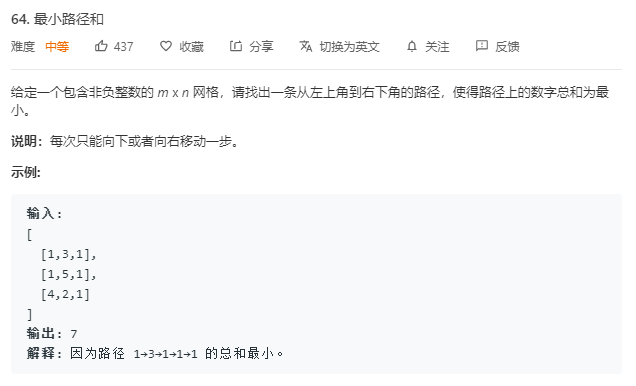 64. 最小路径和
难度 中等 437 收藏 分享 切换为英文 关注 反馈
给定一个包含非负整数的 m x n 网格，请找出一条从左上角到右下角的路径，使得路径上的数字总和为最
小。
说明：每次只能向下或者向右移动一步。
示例:
输入:
[
[1,3,1],
[1,5,1],
[4,2,1]
]
输出: 7
解释: 因为路径 1→3→1→1→1 的总和最小。